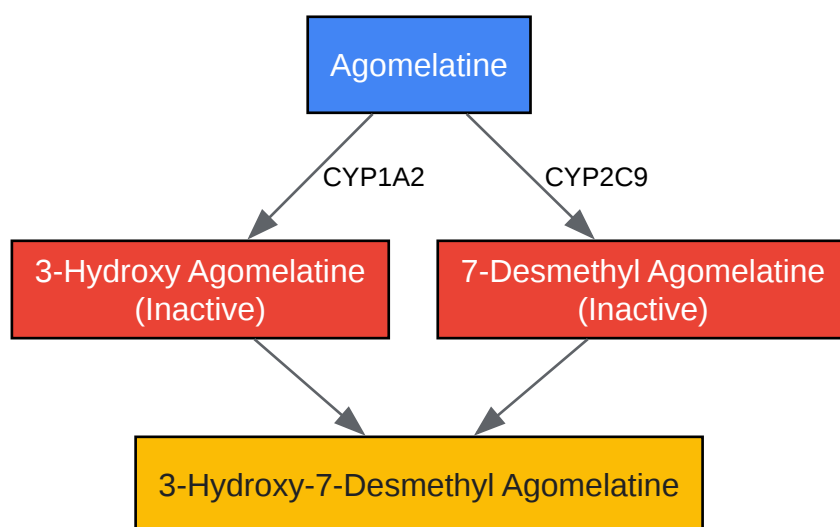 Agomelatine
CYP1A2
CYP2C9
3-Hydroxy Agomelatine
(Inactive)
7-Desmethyl Agomelatine
(Inactive)
3-Hydroxy-7-Desmethyl Agomelatine